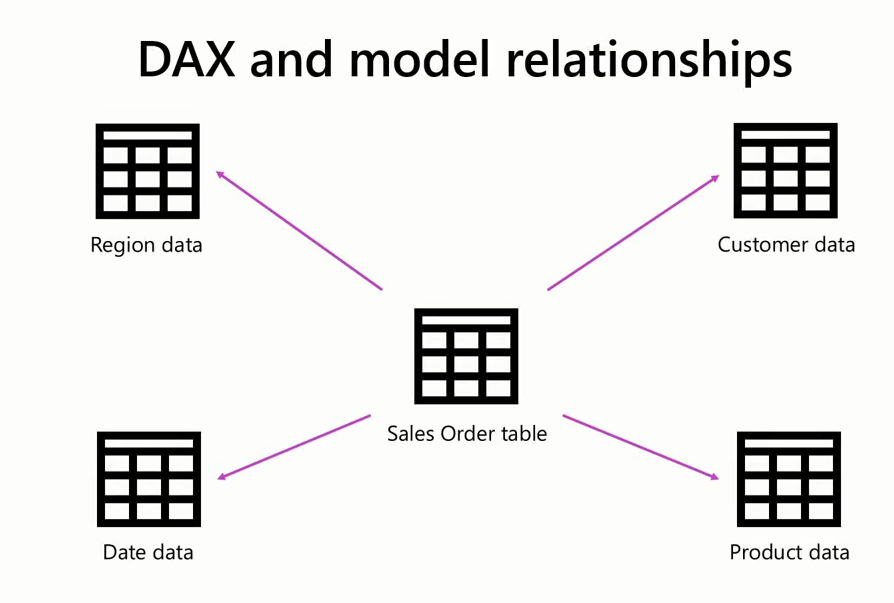 DAX and model relationships
Region data
Customer data
Sales Order table
Date data
Product data